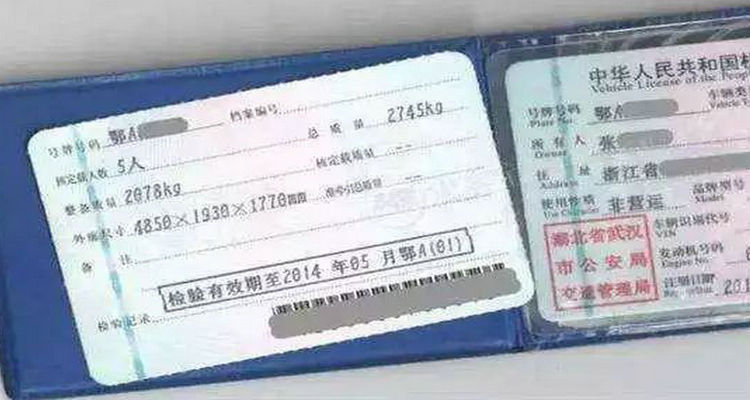 号牌号码 鄂A 档案编号
核定载人数 5人 总质量 2745kg
整备质量 2078kg 核定载质量 --
外廓尺寸 4850×1930×1770 准牵引总质量 --
备注
检验有效期至2014 年05 月鄂A(01)
检验记录
中华人民共和国
Vehicle License of the
号牌号码 鄂A 车辆类
Plate No. Vehicle
所有人 张
Owner
住址 浙江省
Address
使用性质 非营运 品牌型号
Use Character Model
湖北省武汉
市公安局
交通管理局
车辆识别代号
VIN
发动机号码
Engine No.
注册日期 201